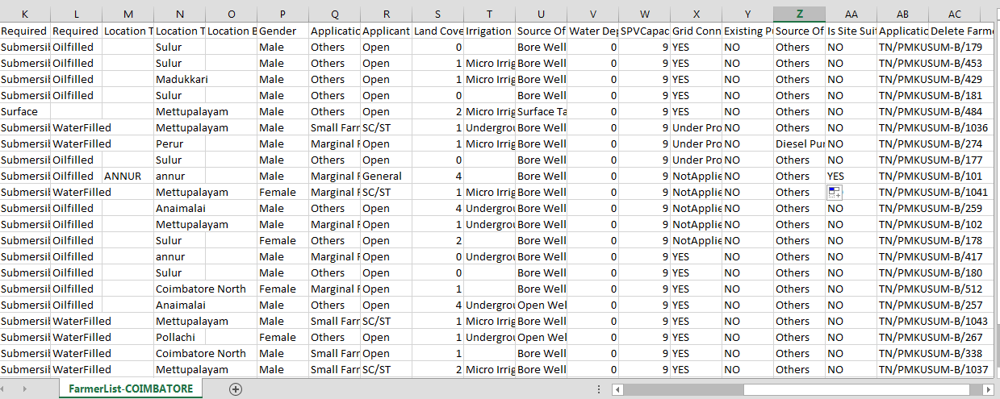 K L M N O P Q R S T U V W X Y Z AA AB AC
Required Required Location T Location T Location B Gender Applicatic Applicant Land Cove Irrigation Source Of Water Dep SPVCapac Grid Conn Existing Pu Source Of Is Site Suit Applicatic Delete Farme
Submersil Oilfilled Sulur Male Others Open 0 Bore Well 0 9 YES NO Others NO TN/PMKUSUM-B/179
Submersil Oilfilled Sulur Male Others Open 1 Micro Irrig Bore Well 0 9 YES NO Others NO TN/PMKUSUM-B/453
Submersil Oilfilled Madukkari Male Others Open 1 Micro Irrig Bore Well 0 9 YES NO Others NO TN/PMKUSUM-B/429
Submersil Oilfilled Sulur Male Others Open 0 Bore Well 0 9 YES NO Others NO TN/PMKUSUM-B/181
Surface Mettupalayam Male Others Open 2 Micro Irrig Surface Ta 0 9 YES NO Others NO TN/PMKUSUM-B/484
Submersil WaterFilled Mettupalayam Male Small Farr SC/ST 1 Undergrou Bore Well 0 9 Under Pro NO Others NO TN/PMKUSUM-B/1036
Submersil WaterFilled Perur Male Marginal F Open 1 Micro Irrig Bore Well 0 9 Under Pro NO Diesel Pur NO TN/PMKUSUM-B/274
Submersil Oilfilled Sulur Male Others Open 0 Bore Well 0 9 Under Pro NO Others NO TN/PMKUSUM-B/177
Submersil Oilfilled ANNUR annur Male Marginal F General 4 Bore Well 0 9 NotApplie NO Others YES TN/PMKUSUM-B/101
Submersil WaterFilled Mettupalayam Female Marginal F SC/ST 1 Micro Irrig Bore Well 0 9 NotApplie NO Others TN/PMKUSUM-B/1041
Submersil Oilfilled Anaimalai Male Others Open 4 Undergrou Bore Well 0 9 NotApplie NO Others NO TN/PMKUSUM-B/259
Submersil Oilfilled Mettupalayam Male Marginal F Open 1 Undergrou Bore Well 0 9 NotApplie NO Others NO TN/PMKUSUM-B/102
Submersil Oilfilled Sulur Female Others Open 2 Bore Well 0 9 NotApplie NO Others NO TN/PMKUSUM-B/178
Submersil Oilfilled annur Male Marginal F Open 0 Undergrou Bore Well 0 9 YES NO Others NO TN/PMKUSUM-B/417
Submersil Oilfilled Sulur Male Others Open 0 Bore Well 0 9 YES NO Others NO TN/PMKUSUM-B/180
Submersil Oilfilled Coimbatore North Female Marginal F Open 1 Bore Well 0 9 YES NO Others NO TN/PMKUSUM-B/512
Submersil Oilfilled Anaimalai Male Others Open 4 Undergrou Open Wel 0 9 YES NO Others NO TN/PMKUSUM-B/257
Submersil WaterFilled Mettupalayam Male Small Farr SC/ST 1 Micro Irrig Bore Well 0 9 YES NO Others NO TN/PMKUSUM-B/1043
Submersil WaterFilled Pollachi Female Others Open 1 Undergrou Open Wel 0 9 YES NO Others NO TN/PMKUSUM-B/267
Submersil WaterFilled Coimbatore North Male Small Farr Open 1 Bore Well 0 9 YES NO Others NO TN/PMKUSUM-B/338
Submersil WaterFilled Mettupalayam Male Small Farr SC/ST 2 Micro Irrig Bore Well 0 9 YES NO Others NO TN/PMKUSUM-B/1037
FarmerList-COIMBATORE